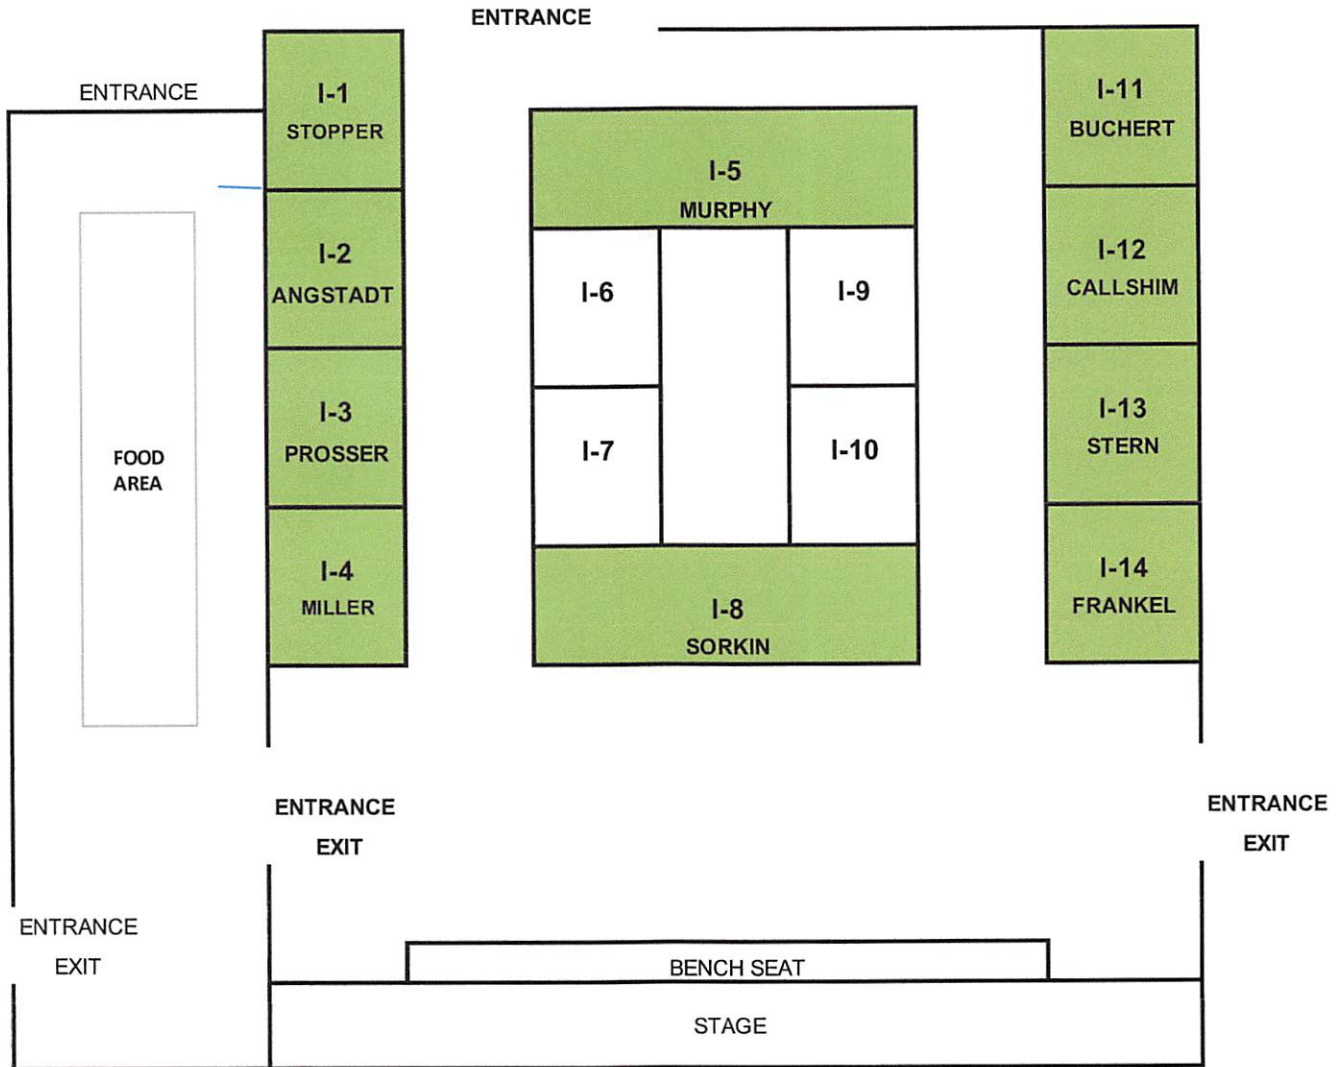 ENTRANCE
ENTRANCE
I-1
STOPPER
I-2
ANGSTADT
I-3
PROSSER
I-4
MILLER
FOOD
AREA
I-5
MURPHY
I-6
I-9
I-7
I-10
I-8
SORKIN
I-11
BUCHERT
I-12
CALLSHIM
I-13
STERN
I-14
FRANKEL
ENTRANCE
EXIT
ENTRANCE
EXIT
ENTRANCE
EXIT
BENCH SEAT
STAGE